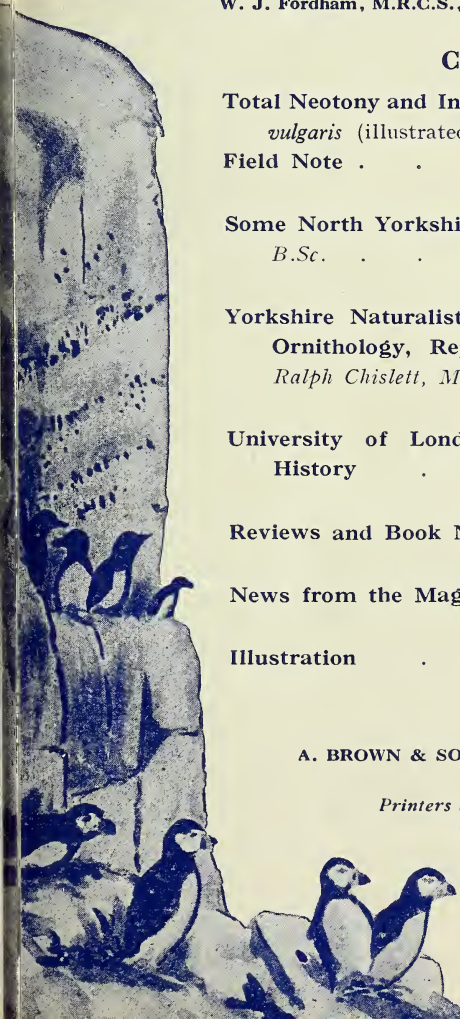 W. J. Fordham, M.R.C.S.,
C
Total Neotony and In
vulgaris (illustrated
Field Note . .
Some North Yorkshi
B.Sc. . .
Yorkshire Naturalist
Ornithology, Re
Ralph Chislett, M
University of Lond
History .
Reviews and Book N
News from the Mag
Illustration .
A. BROWN & SO
Printers